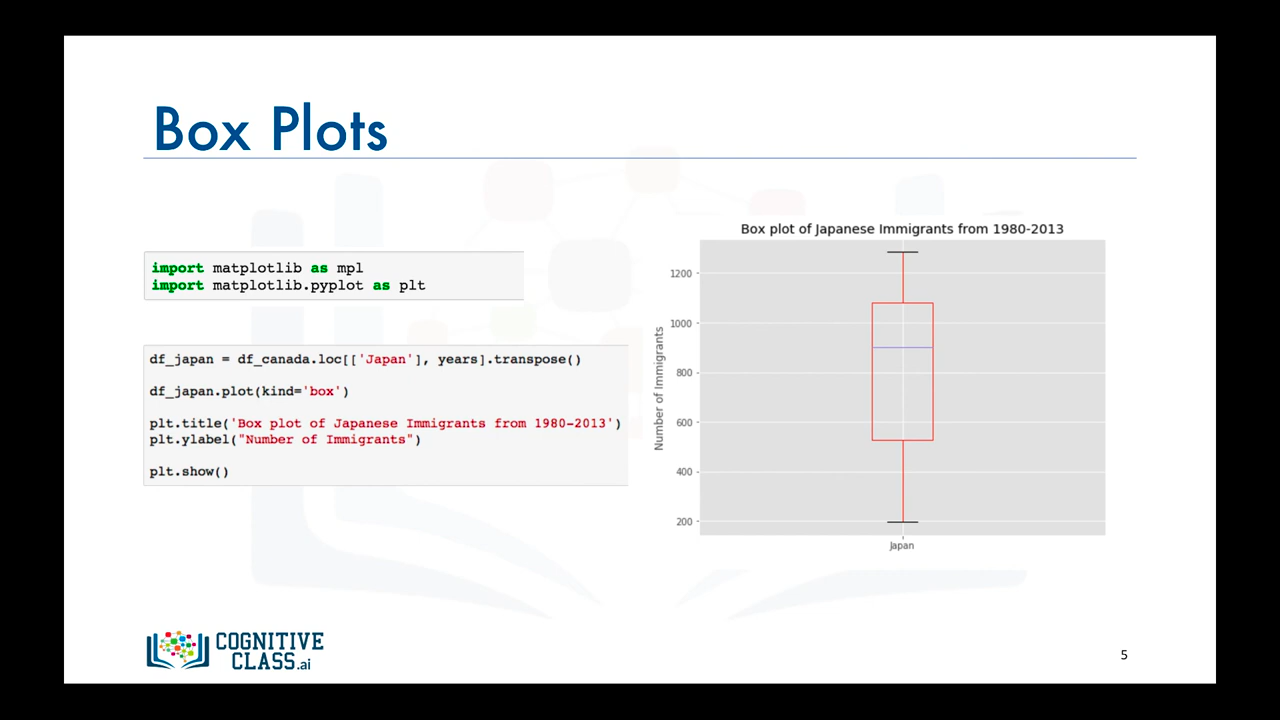 Box Plots
import matplotlib as mpl
import matplotlib.pyplot as plt
df_japan = df_canada.loc[['Japan'], years].transpose()
df_japan.plot(kind='box')
plt.title('Box plot of Japanese Immigrants from 1980-2013')
plt.ylabel("Number of Immigrants")
plt.show()
Box plot of Japanese Immigrants from 1980-2013
Number of Immigrants
1200
1000
800
600
400
200
Japan
COGNITIVE
CLASS.ai
5